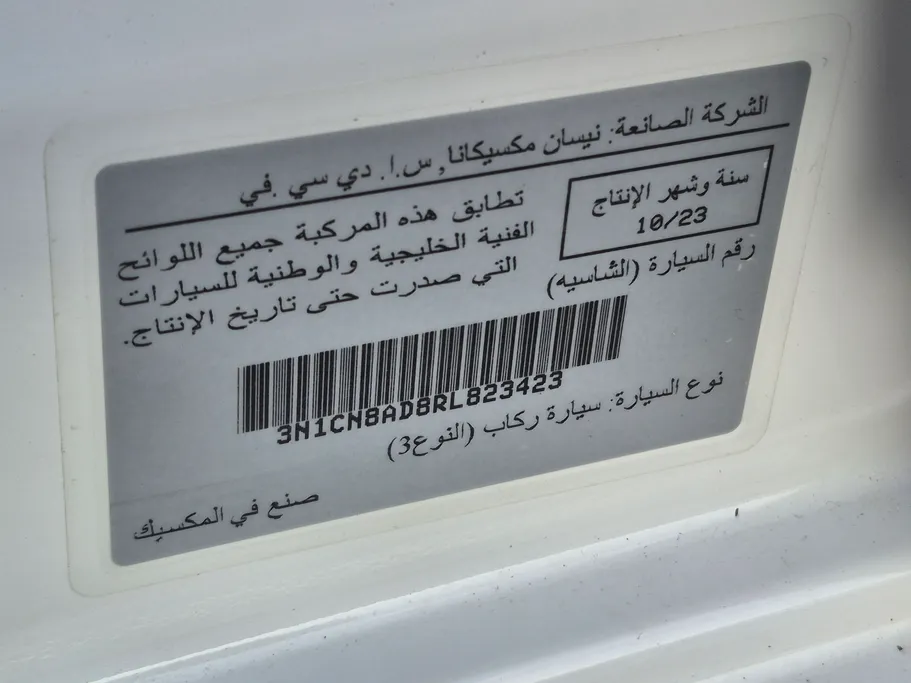 الشركة الصانعة: نيسان مكسيكانا, س.ا. دي سي .في
سنة وشهر الإنتاج
10/23
تطابق هذه المركبة جميع اللوائح
الفنية الخليجية والوطنية للسيارات
التي صدرت حتى تاريخ الإنتاج.
رقم السيارة (الشاسيه)
3N1CN8AD8RL823423
نوع السيارة: سيارة ركاب (النوع3)
صنع في المكسيك